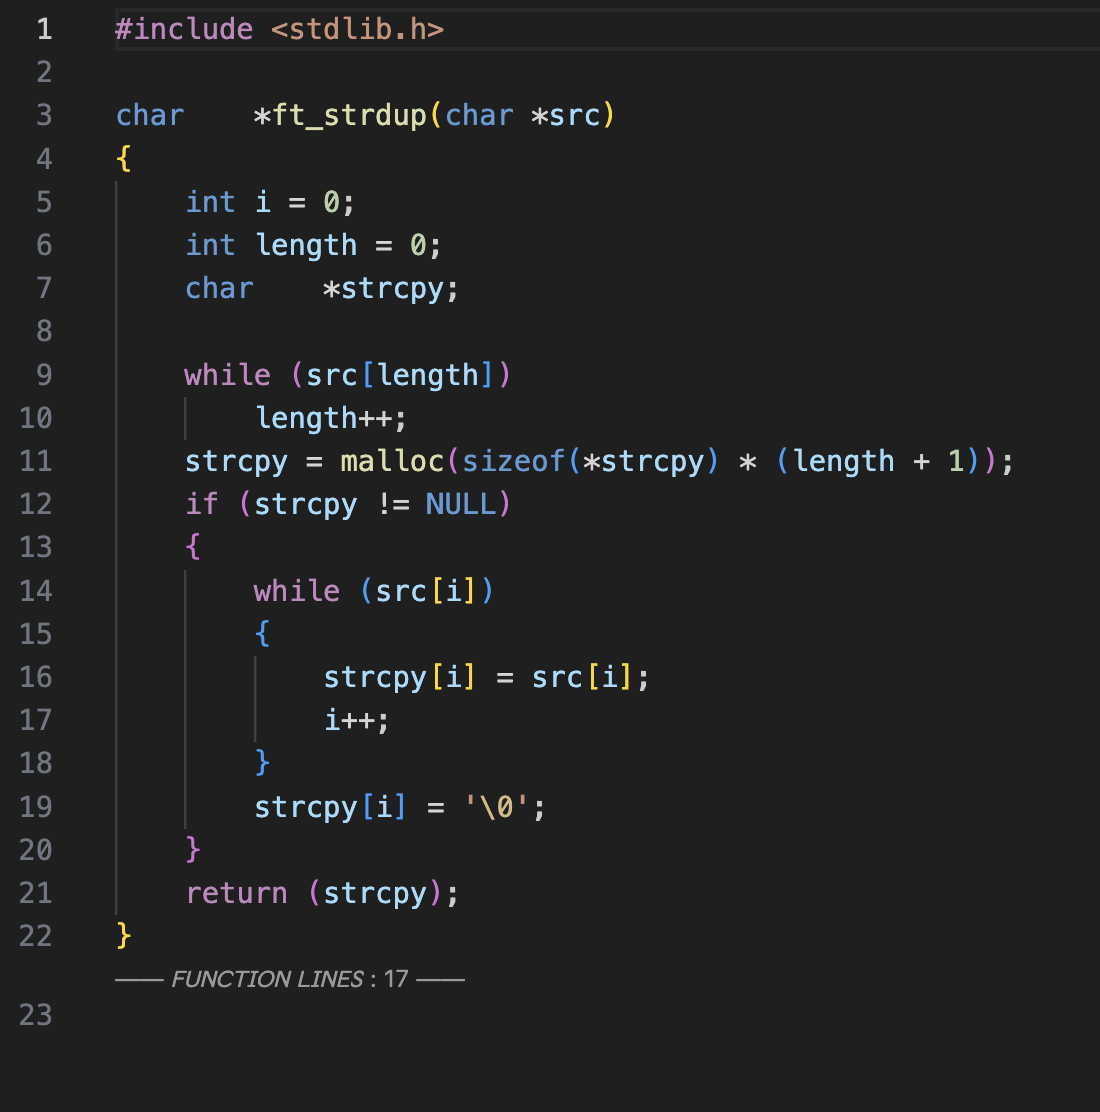 1 #include <stdlib.h>
2
3 char    *ft_strdup(char *src)
4 {
5     int i = 0;
6     int length = 0;
7     char    *strcpy;
8
9     while (src[length])
10         length++;
11     strcpy = malloc(sizeof(*strcpy) * (length + 1));
12     if (strcpy != NULL)
13     {
14         while (src[i])
15         {
16             strcpy[i] = src[i];
17             i++;
18         }
19         strcpy[i] = '\0';
20     }
21     return (strcpy);
22 }
—— FUNCTION LINES : 17 ——
23